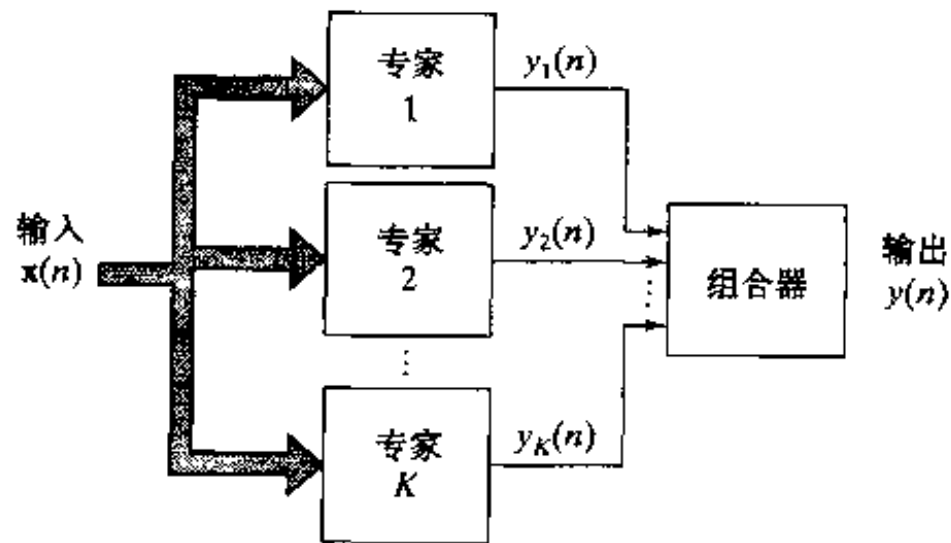 输入
x(n)
专家
1
y₁(n)
专家
2
y₂(n)
⋮
专家
K
y_K(n)
⋮
组合器
输出
y(n)